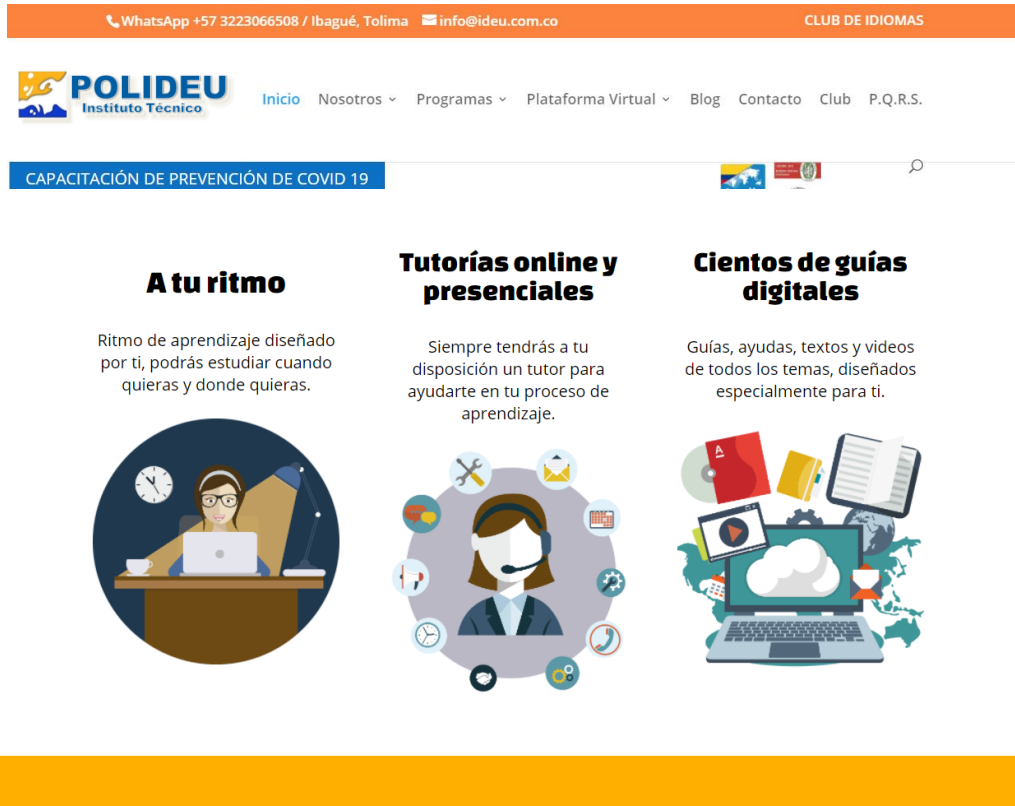 WhatsApp +57 3223066508 / Ibagué, Tolima info@ideu.com.co CLUB DE IDIOMAS
POLIDEU
Instituto Técnico
Inicio Nosotros Programas Plataforma Virtual Blog Contacto Club P.Q.R.S.
CAPACITACIÓN DE PREVENCIÓN DE COVID 19
A tu ritmo
Ritmo de aprendizaje diseñado
por ti, podrás estudiar cuando
quieras y donde quieras.
Tutorías online y
presenciales
Siempre tendrás a tu
disposición un tutor para
ayudarte en tu proceso de
aprendizaje.
Cientos de guías
digitales
Guías, ayudas, textos y videos
de todos los temas, diseñados
especialmente para ti.
A